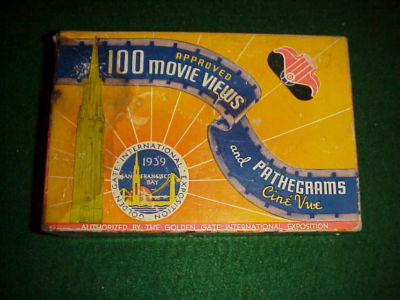 APPROVED
100 MOVIE VIEWS
and PATHEGRAMS
Ciné Vue
GOLDEN GATE INTERNATIONAL EXPOSITION
1939
SAN FRANCISCO
BAY
AUTHORIZED BY THE GOLDEN GATE INTERNATIONAL EXPOSITION